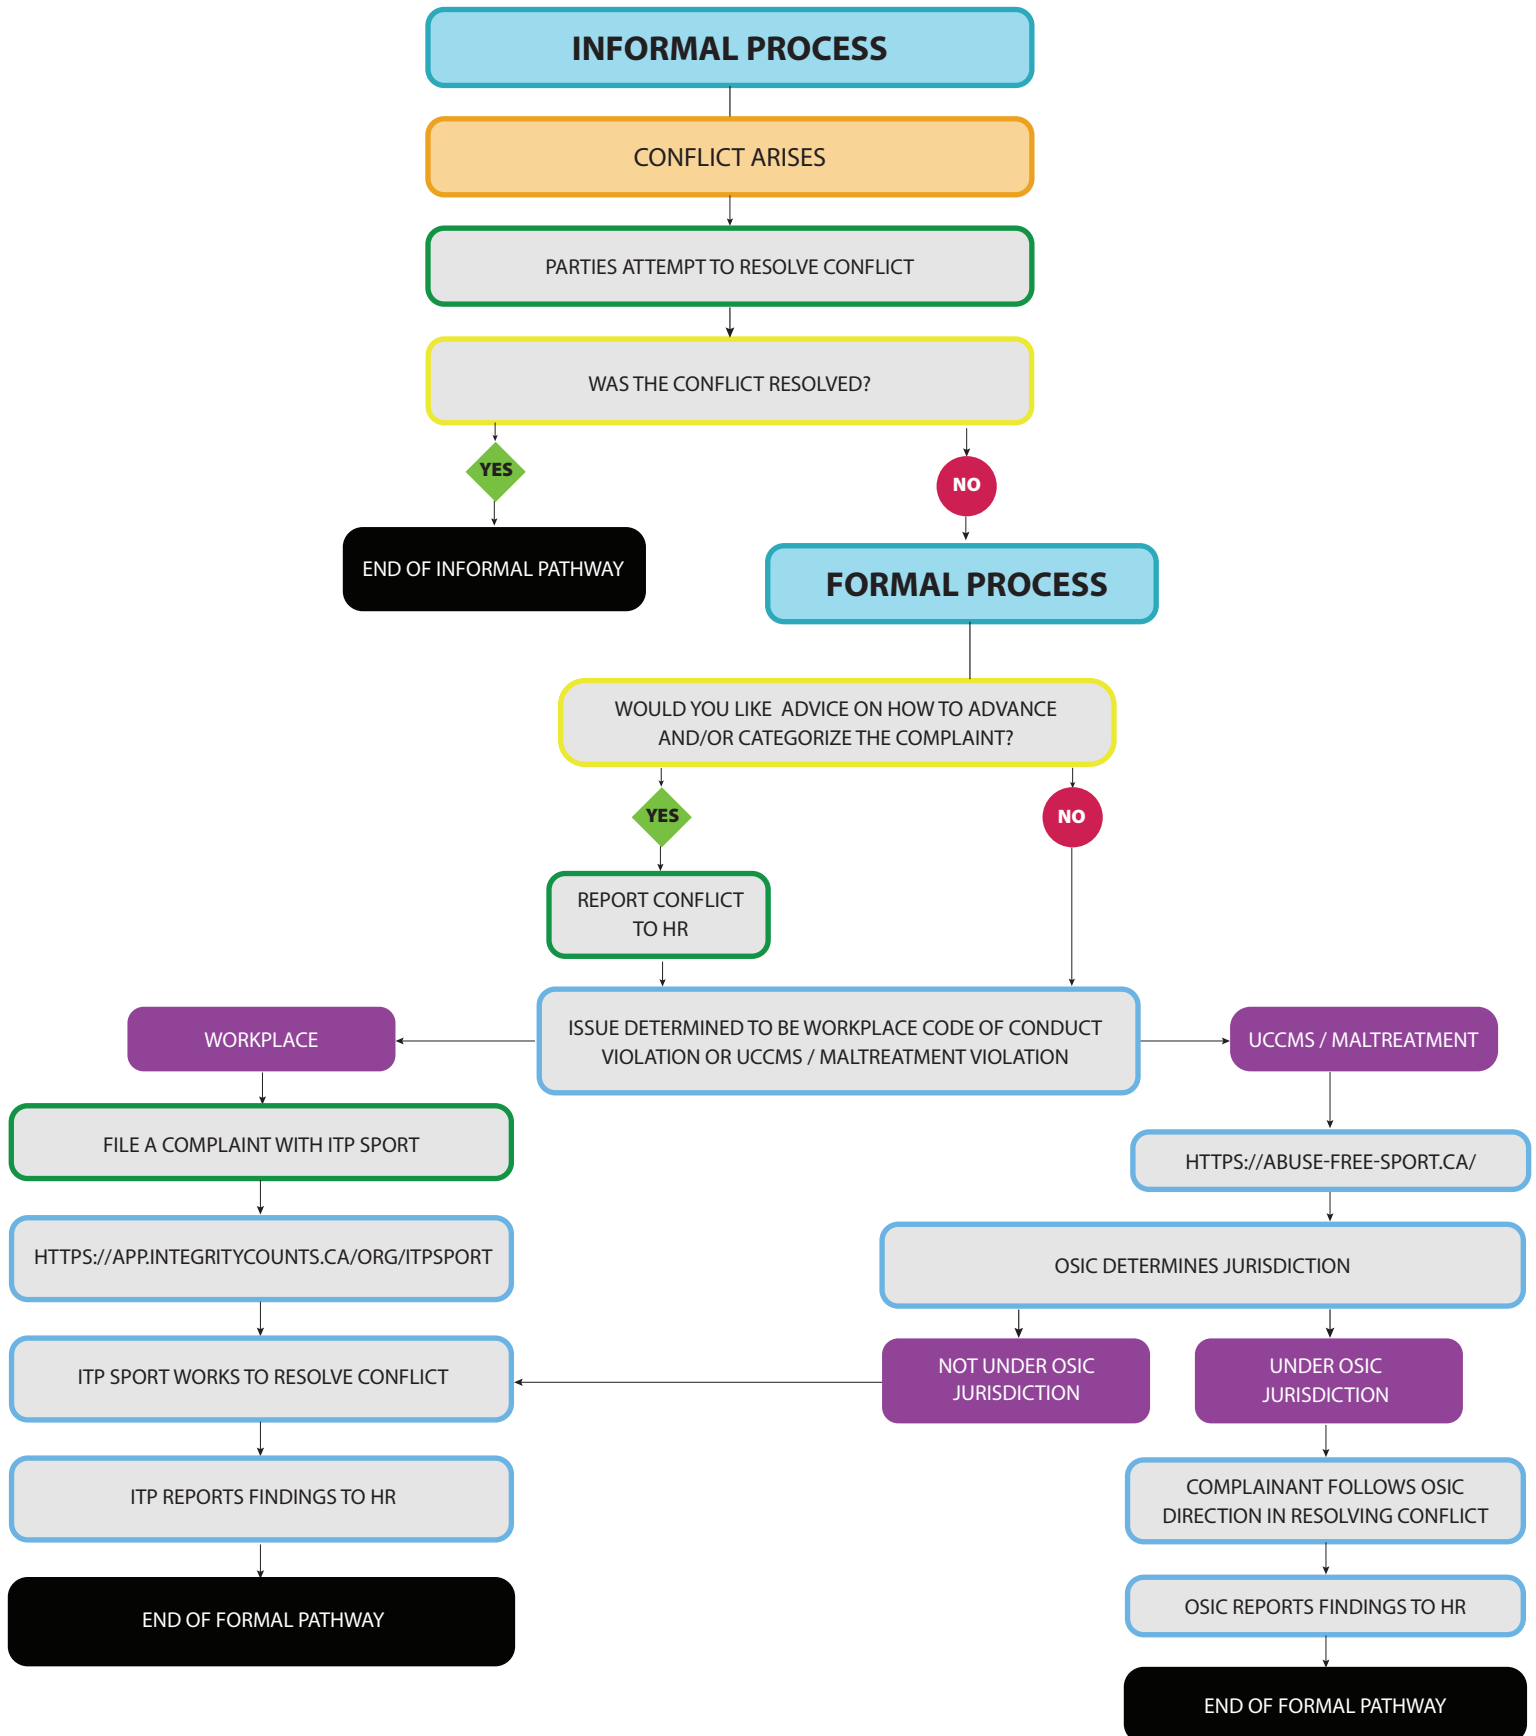 INFORMAL PROCESS
CONFLICT ARISES
PARTIES ATTEMPT TO RESOLVE CONFLICT
WAS THE CONFLICT RESOLVED?
YES
NO
END OF INFORMAL PATHWAY
FORMAL PROCESS
WOULD YOU LIKE ADVICE ON HOW TO ADVANCE
AND/OR CATEGORIZE THE COMPLAINT?
YES
NO
REPORT CONFLICT
TO HR
ISSUE DETERMINED TO BE WORKPLACE CODE OF CONDUCT
VIOLATION OR UCCMS / MALTREATMENT VIOLATION
WORKPLACE
UCCMS / MALTREATMENT
FILE A COMPLAINT WITH ITP SPORT
HTTPS://APP.INTEGRITYCOUNTS.CA/ORG/ITPSPORT
ITP SPORT WORKS TO RESOLVE CONFLICT
ITP REPORTS FINDINGS TO HR
END OF FORMAL PATHWAY
HTTPS://ABUSE-FREE-SPORT.CA/
OSIC DETERMINES JURISDICTION
NOT UNDER OSIC
JURISDICTION
UNDER OSIC
JURISDICTION
COMPLAINANT FOLLOWS OSIC
DIRECTION IN RESOLVING CONFLICT
OSIC REPORTS FINDINGS TO HR
END OF FORMAL PATHWAY